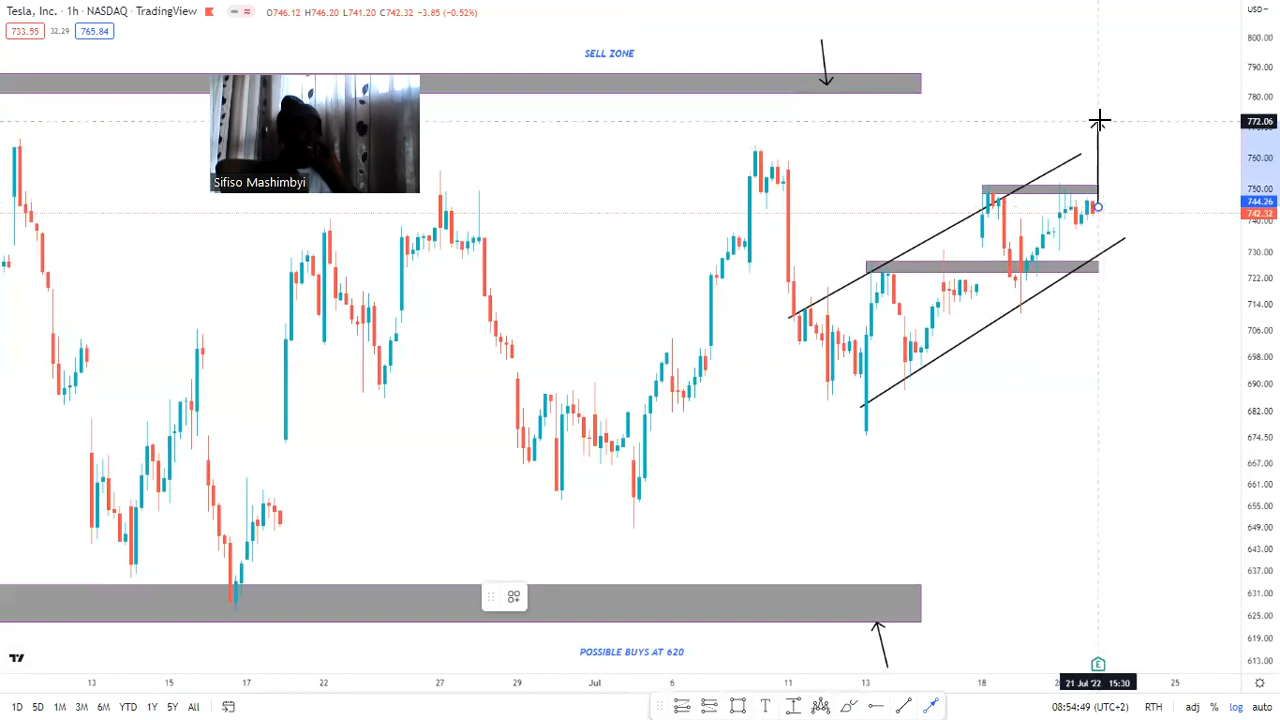 Tesla, Inc. · 1h · NASDAQ · TradingView
O746.12 H746.20 L741.20 C742.32 −3.85 (−0.52%)
USD
733.55 32.29 765.84
800.00
SELL ZONE
790.00
780.00
772.06
760.00
Sifiso Mashimbyi
750.00
744.26
742.32
740.00
730.00
722.00
714.00
706.00
698.00
690.00
682.00
674.50
667.00
661.00
655.00
649.00
643.00
637.00
631.00
625.00
619.00
613.00
POSSIBLE BUYS AT 620
E
13 15 17 22 27 29 Jul 6 11 13 18 21 Jul '22 15:30 25
1D 5D 1M 3M 6M YTD 1Y 5Y All
08:54:49 (UTC+2) RTH adj % log auto